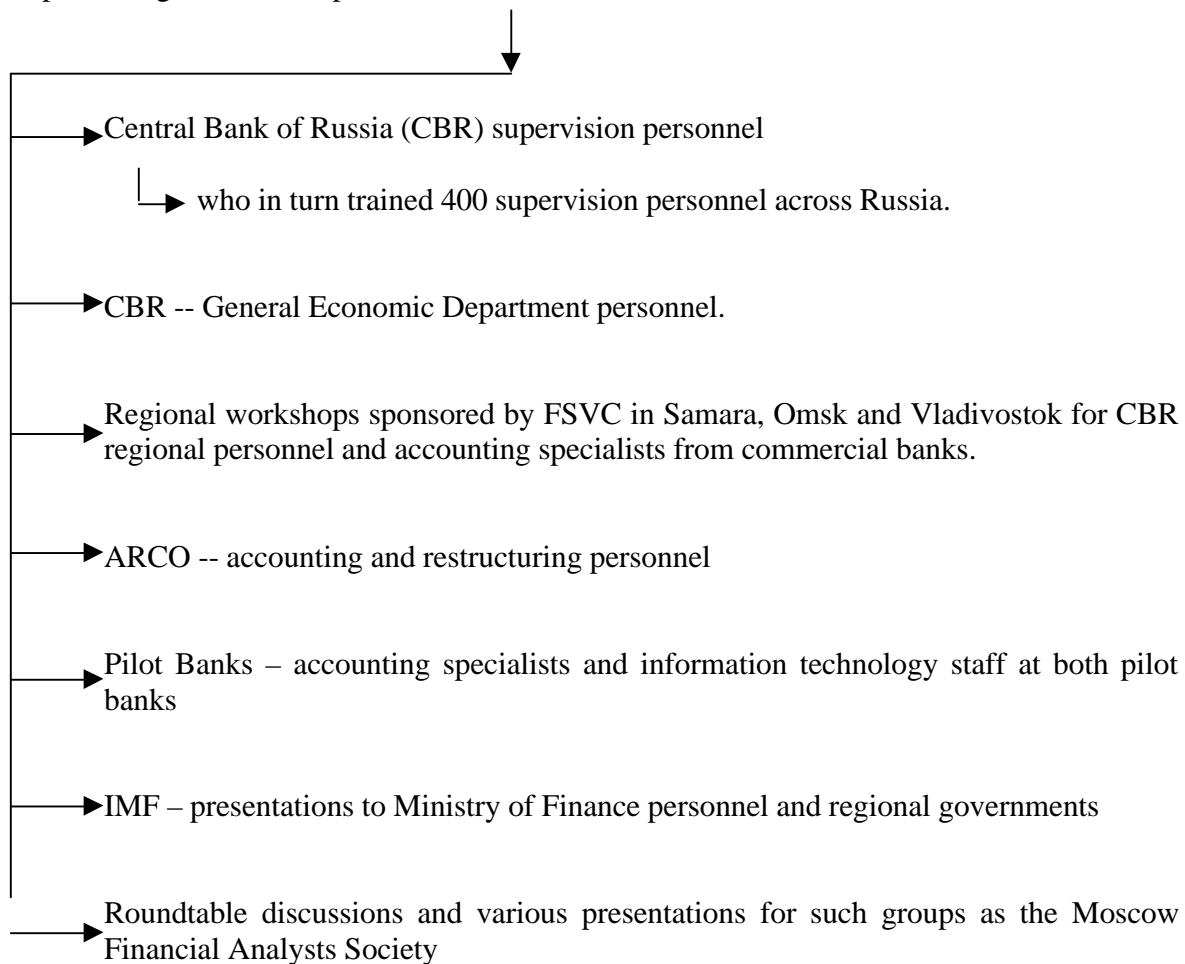 Central Bank of Russia (CBR) supervision personnel
who in turn trained 400 supervision personnel across Russia.
CBR -- General Economic Department personnel.
Regional workshops sponsored by FSVC in Samara, Omsk and Vladivostok for CBR
regional personnel and accounting specialists from commercial banks.
ARCO -- accounting and restructuring personnel
Pilot Banks – accounting specialists and information technology staff at both pilot
banks
IMF – presentations to Ministry of Finance personnel and regional governments
Roundtable discussions and various presentations for such groups as the Moscow
Financial Analysts Society